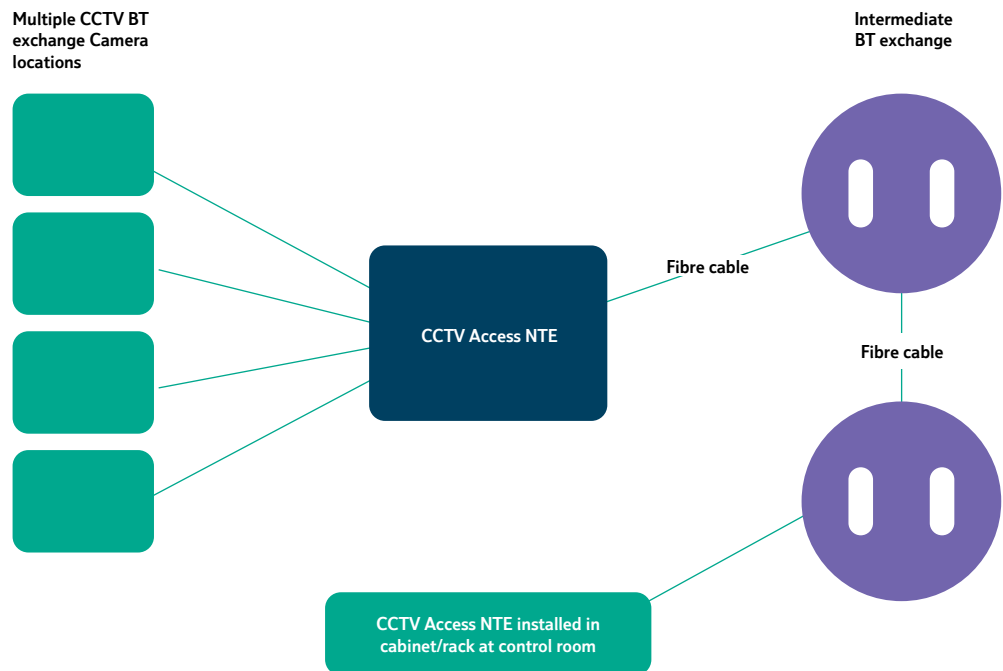 Multiple CCTV BT
exchange Camera
locations
Intermediate
BT exchange
Fibre cable
CCTV Access NTE
Fibre cable
CCTV Access NTE installed in
cabinet/rack at control room